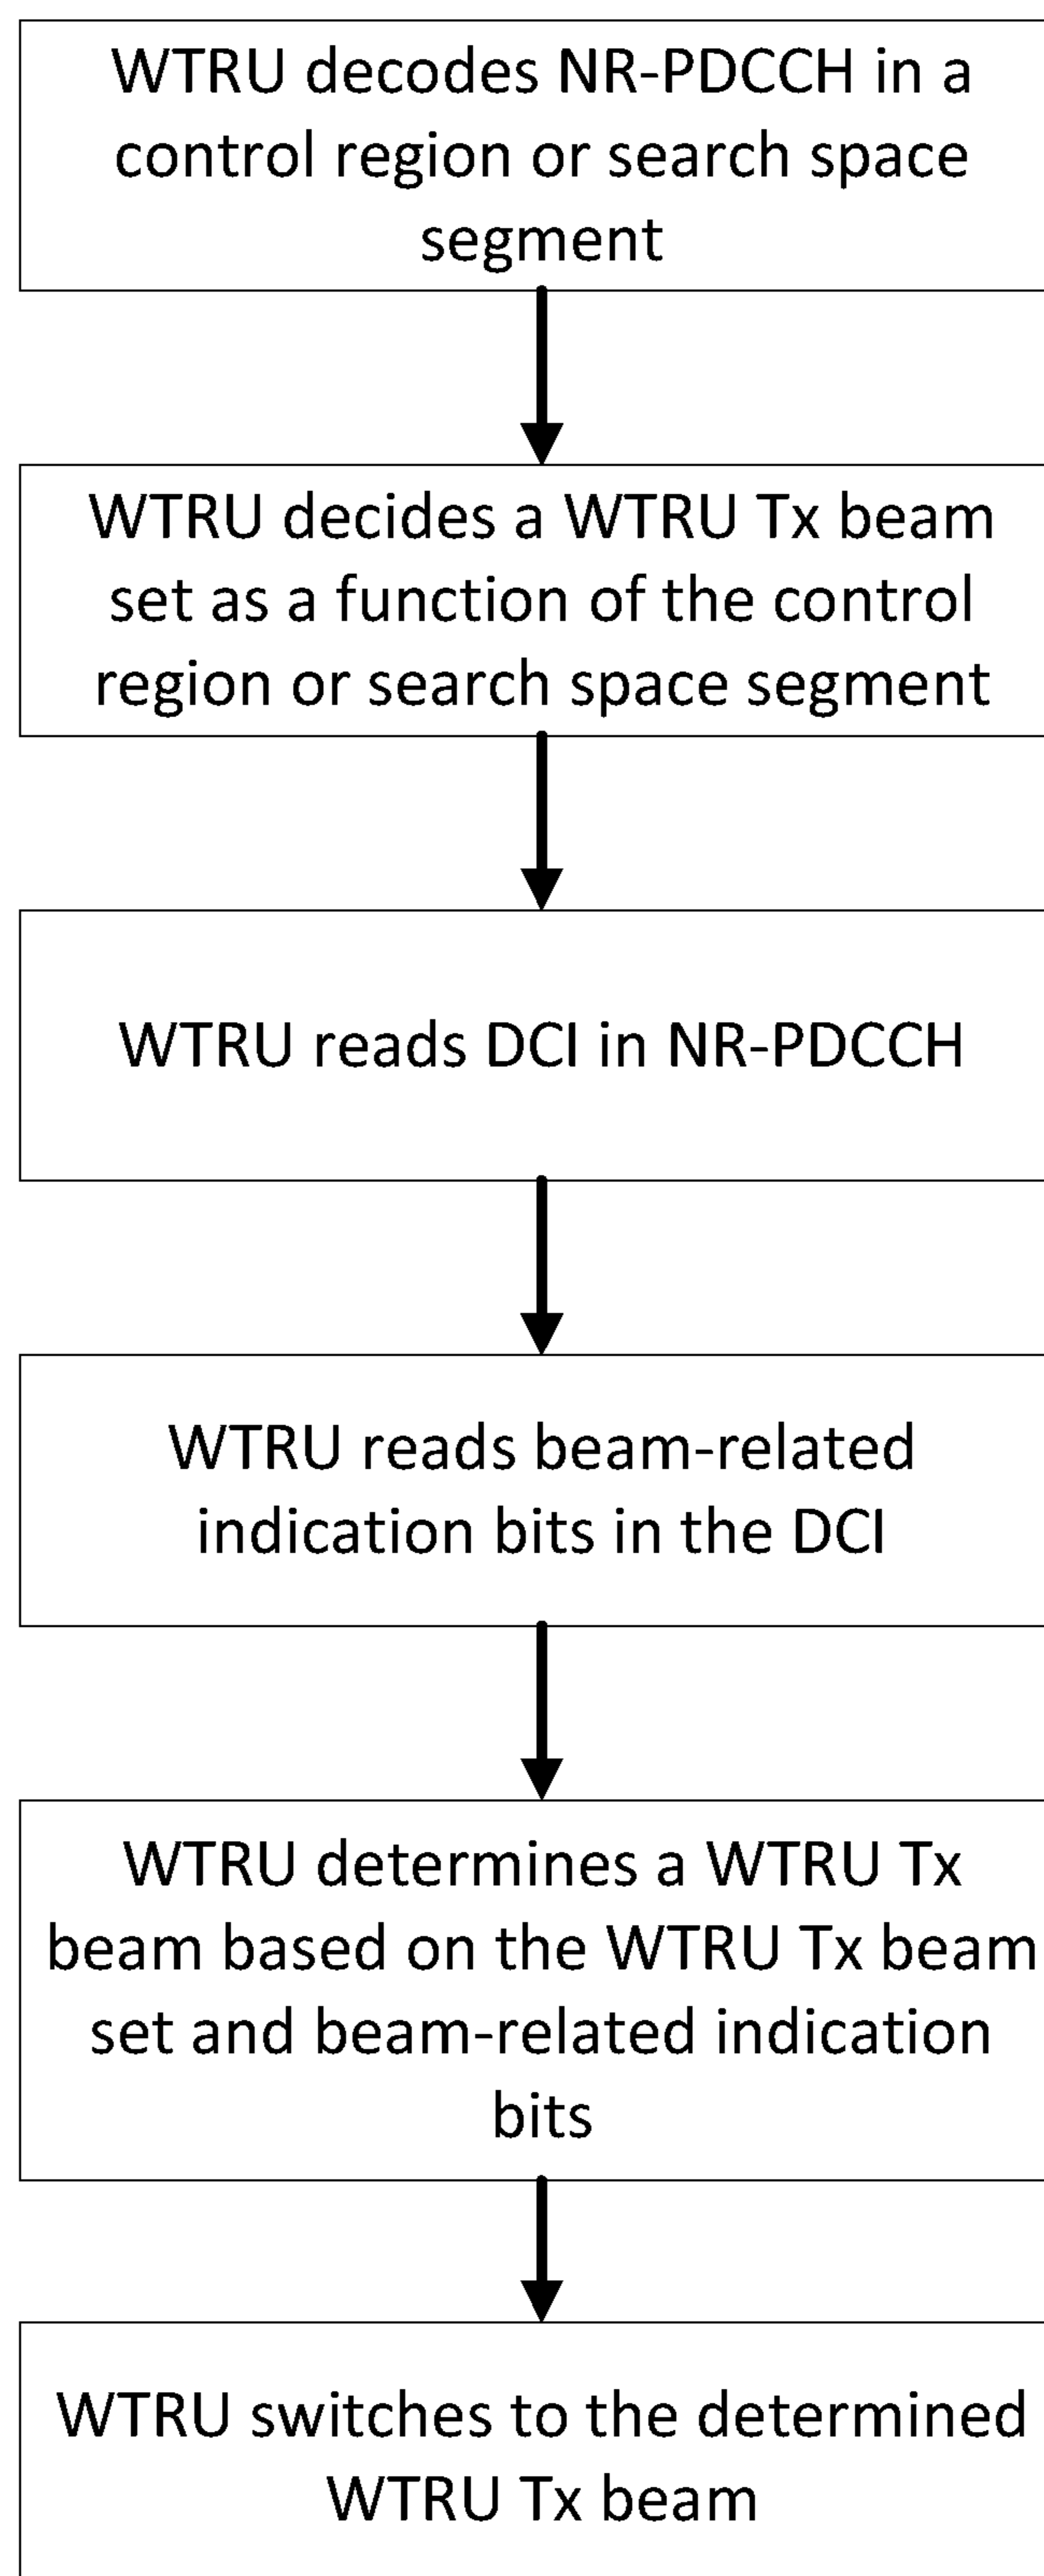 WTRU decodes NR-PDCCH in a
control region or search space
segment
WTRU decides a WTRU Tx beam
set as a function of the control
region or search space segment
WTRU reads DCI in NR-PDCCH
WTRU reads beam-related
indication bits in the DCI
WTRU determines a WTRU Tx
beam based on the WTRU Tx beam
set and beam-related indication
bits
WTRU switches to the determined
WTRU Tx beam